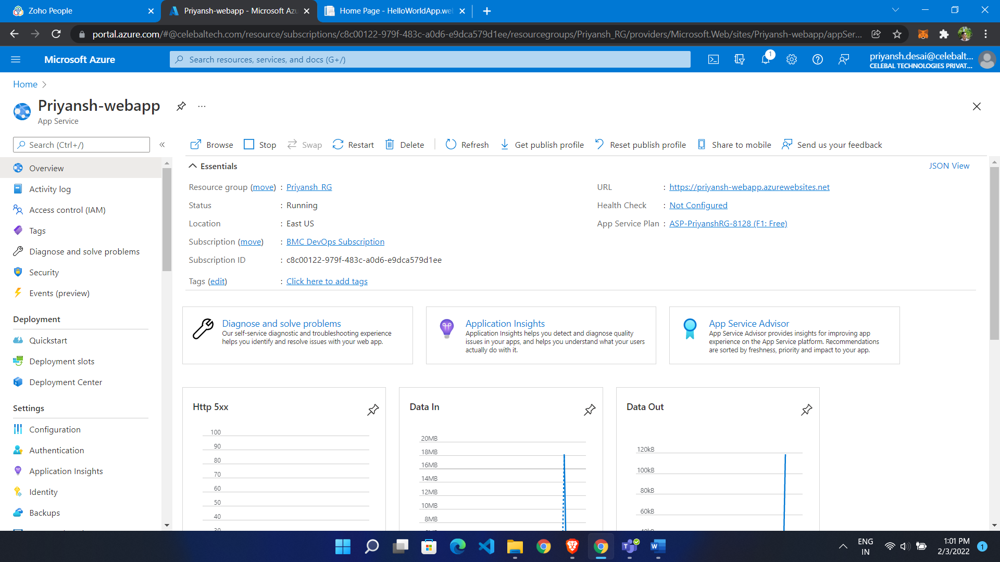 Zoho People
Priyansh-webapp - Microsoft Azu
Home Page - HelloWorldApp.we
portal.azure.com/#@celebaltech.com/resource/subscriptions/c8c00122-979f-483c-a0d6-e9dca579d1ee/resourcegroups/Priyansh_RG/providers/Microsoft.Web/sites/Priyansh-webapp/appSer...
Microsoft Azure
Search resources, services, and docs (G+/)
1
priyansh.desai@celebalt...
CELEBAL TECHNOLOGIES PRIVAT...
Home
Priyansh-webapp
...
App Service
Search (Ctrl+/)
«
Browse
Stop
Swap
Restart
Delete
Refresh
Get publish profile
Reset publish profile
Share to mobile
Send us your feedback
Overview
Activity log
Access control (IAM)
Tags
Diagnose and solve problems
Security
Events (preview)
Deployment
Quickstart
Deployment slots
Deployment Center
Settings
Configuration
Authentication
Application Insights
Identity
Backups
Essentials
JSON View
Resource group (move) : Priyansh_RG
Status : Running
Location : East US
Subscription (move) : BMC DevOps Subscription
Subscription ID : c8c00122-979f-483c-a0d6-e9dca579d1ee
Tags (edit) : Click here to add tags
URL : https://priyansh-webapp.azurewebsites.net
Health Check : Not Configured
App Service Plan : ASP-PriyanshRG-8128 (F1: Free)
Diagnose and solve problems
Our self-service diagnostic and troubleshooting experience
helps you identify and resolve issues with your web app.
Application Insights
Application Insights helps you detect and diagnose quality
issues in your apps, and helps you understand what your users
actually do with it.
App Service Advisor
App Service Advisor provides insights for improving app
experience on the App Service platform. Recommendations
are sorted by freshness, priority and impact to your app.
Http 5xx
100
90
80
70
60
50
40
30
Data In
20MB
18MB
16MB
14MB
12MB
10MB
8MB
Data Out
120kB
100kB
80kB
60kB
40kB
ENG
IN
1:01 PM
2/3/2022
1